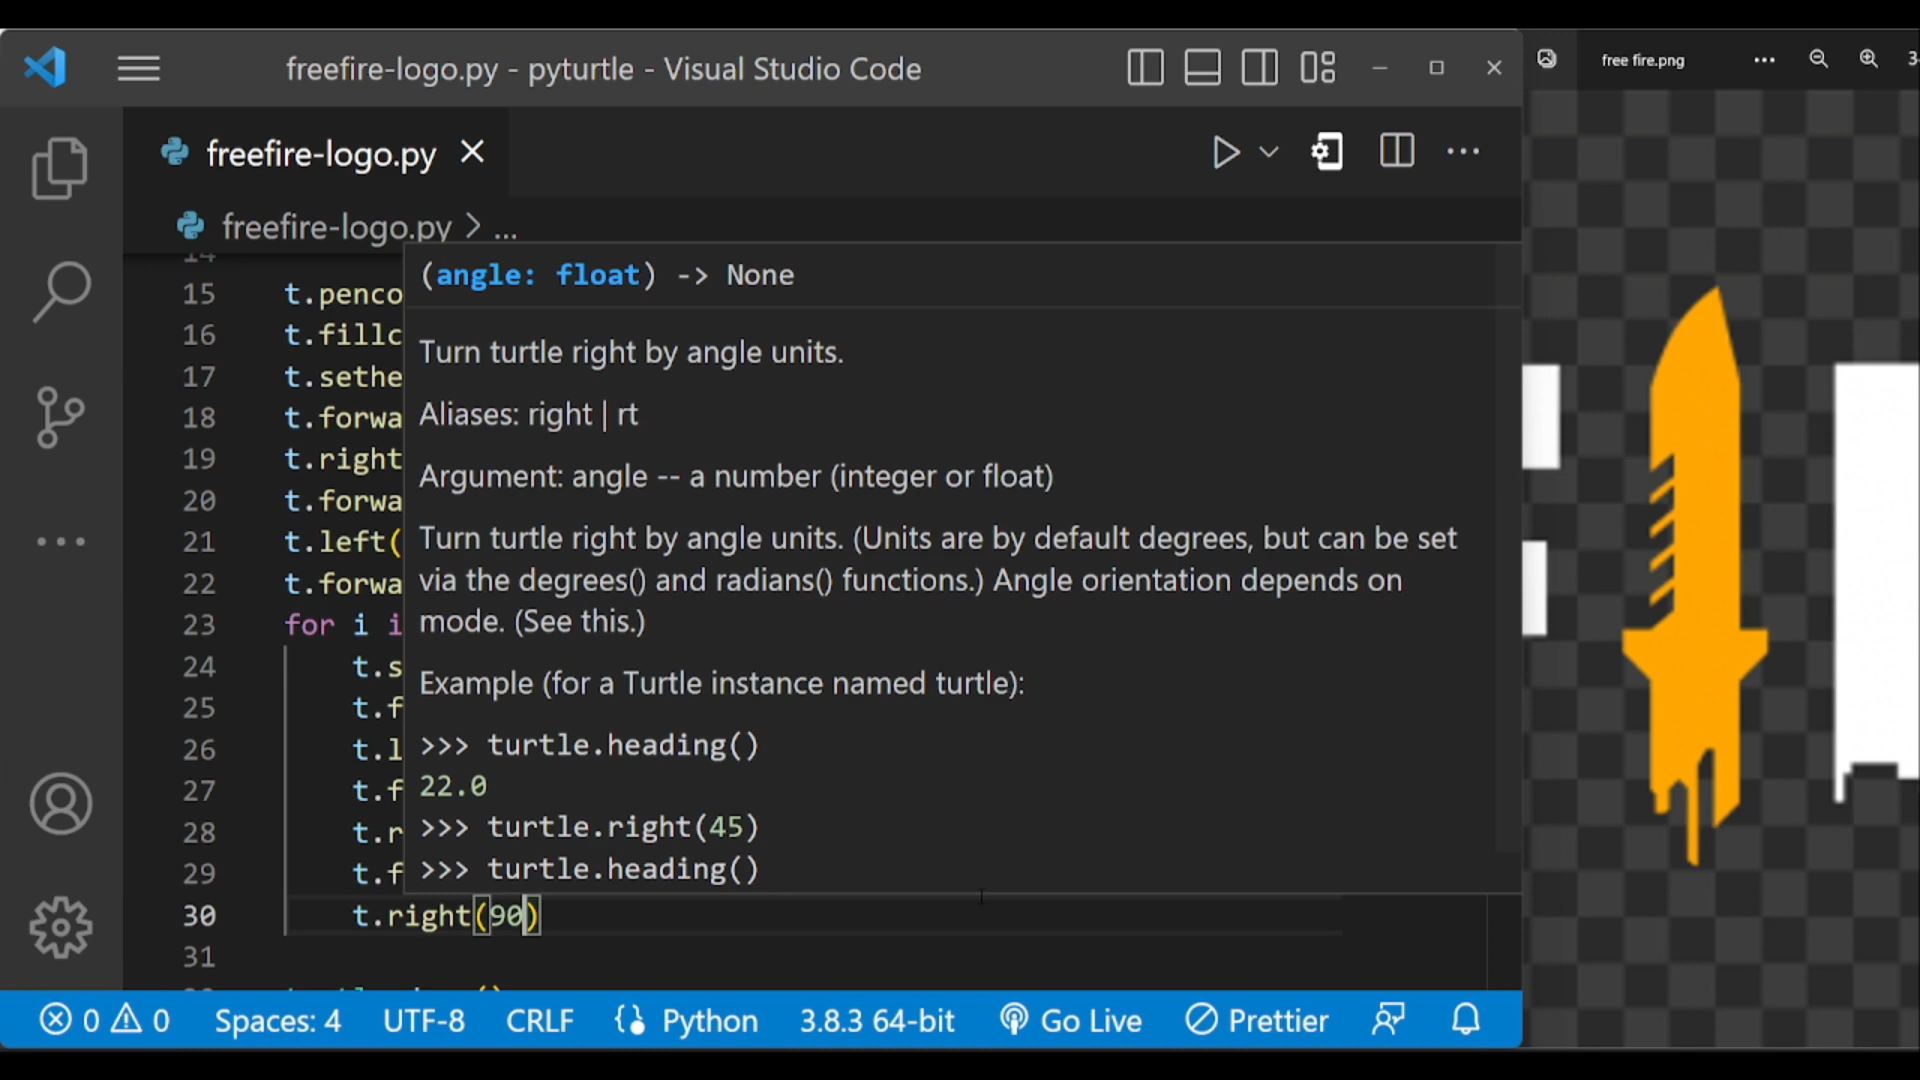 freefire-logo.py - pyturtle - Visual Studio Code
free fire.png
freefire-logo.py
freefire-logo.py > ...
14
(angle: float) -> None
15 t.penco
16 t.fillc
Turn turtle right by angle units.
17 t.sethe
18 t.forwa
Aliases: right | rt
19 t.right
Argument: angle -- a number (integer or float)
20 t.forwa
21 t.left(
Turn turtle right by angle units. (Units are by default degrees, but can be set
22 t.forwa
via the degrees() and radians() functions.) Angle orientation depends on
23 for i i
mode. (See this.)
24 t.s
Example (for a Turtle instance named turtle):
25 t.f
26 t.l
>>> turtle.heading()
27 t.f
22.0
28 t.r
>>> turtle.right(45)
29 t.f
>>> turtle.heading()
30 t.right(90)
31
0 0 Spaces: 4 UTF-8 CRLF Python 3.8.3 64-bit Go Live Prettier